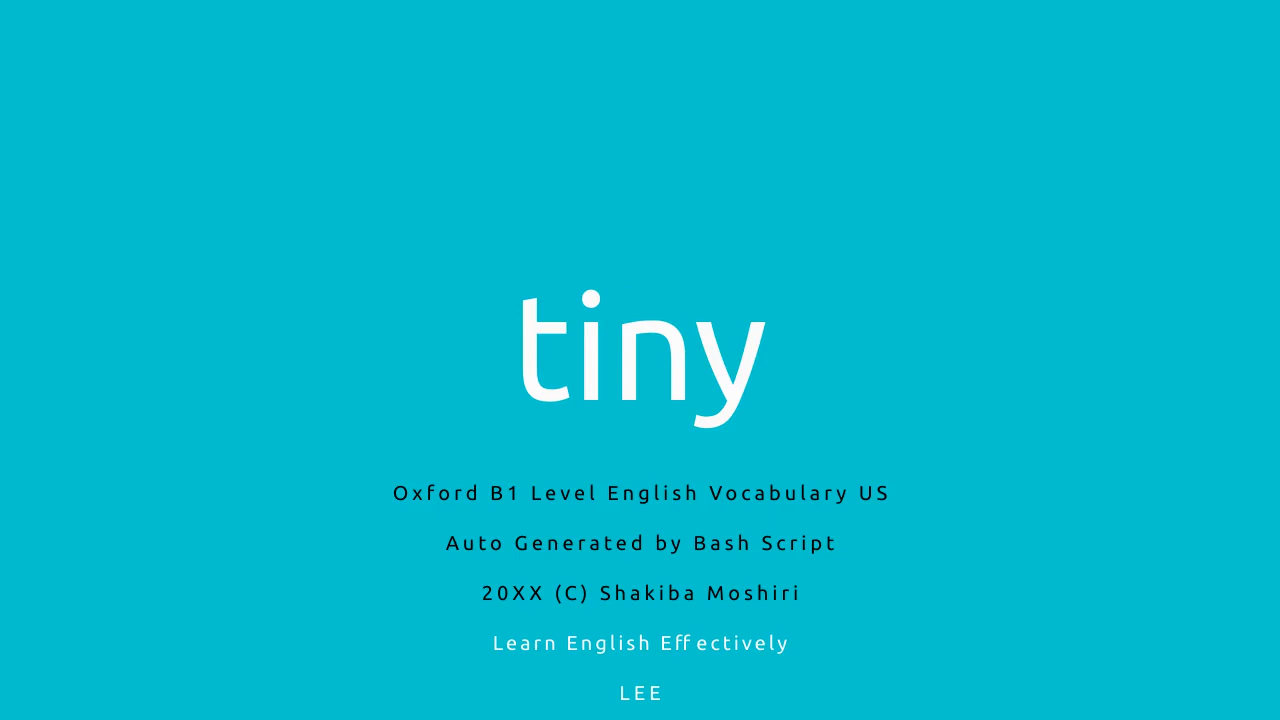 tiny
Oxford B1 Level English Vocabulary US
Auto Generated by Bash Script
20XX (C) Shakiba Moshiri
Learn English Effectively
LEE